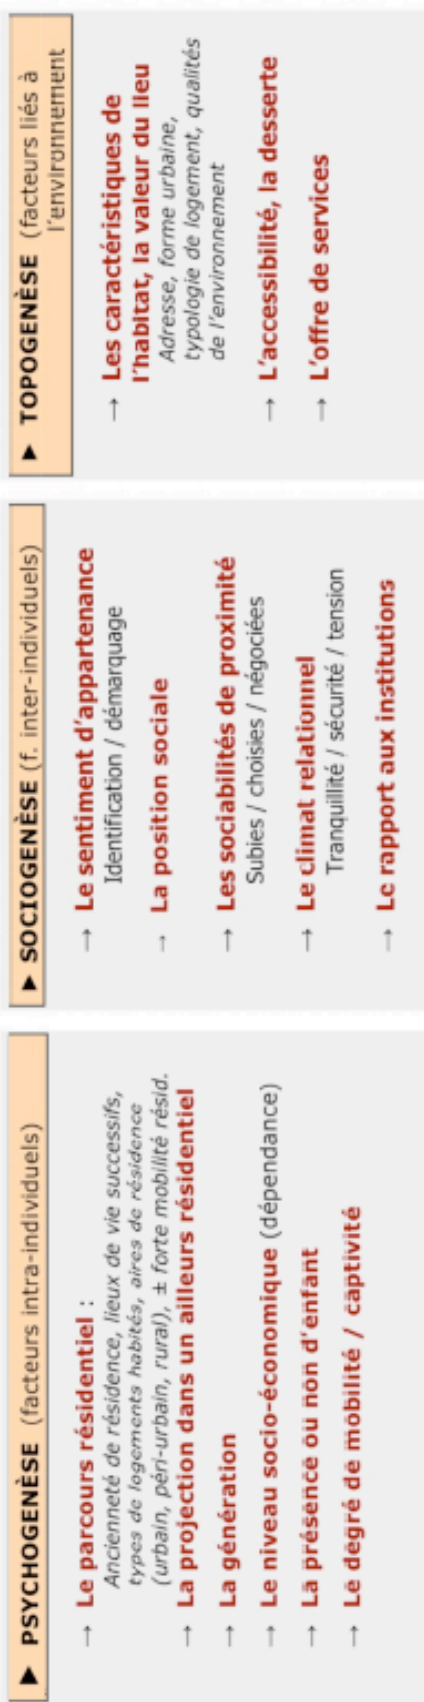 ► PSYCHOGENÈSE (facteurs intra-individuels)
→ Le parcours résidentiel :
Ancienneté de résidence, lieux de vie successifs,
types de logements habités, aires de résidence
(urbain, péri-urbain, rural), ± forte mobilité résid.
→ La projection dans un ailleurs résidentiel
→ La génération
→ Le niveau socio-économique (dépendance)
→ La présence ou non d'enfant
→ Le degré de mobilité / captivité
► SOCIOGENÈSE (f. inter-individuels)
→ Le sentiment d'appartenance
Identification / démarquage
→ La position sociale
→ Les sociabilités de proximité
Subies / choisies / négociées
→ Le climat relationnel
Tranquillité / sécurité / tension
→ Le rapport aux institutions
► TOPOGENÈSE (facteurs liés à
l'environnement
→ Les caractéristiques de
l'habitat, la valeur du lieu
Adresse, forme urbaine,
typologie de logement, qualités
de l'environnement
→ L'accessibilité, la desserte
→ L'offre de services